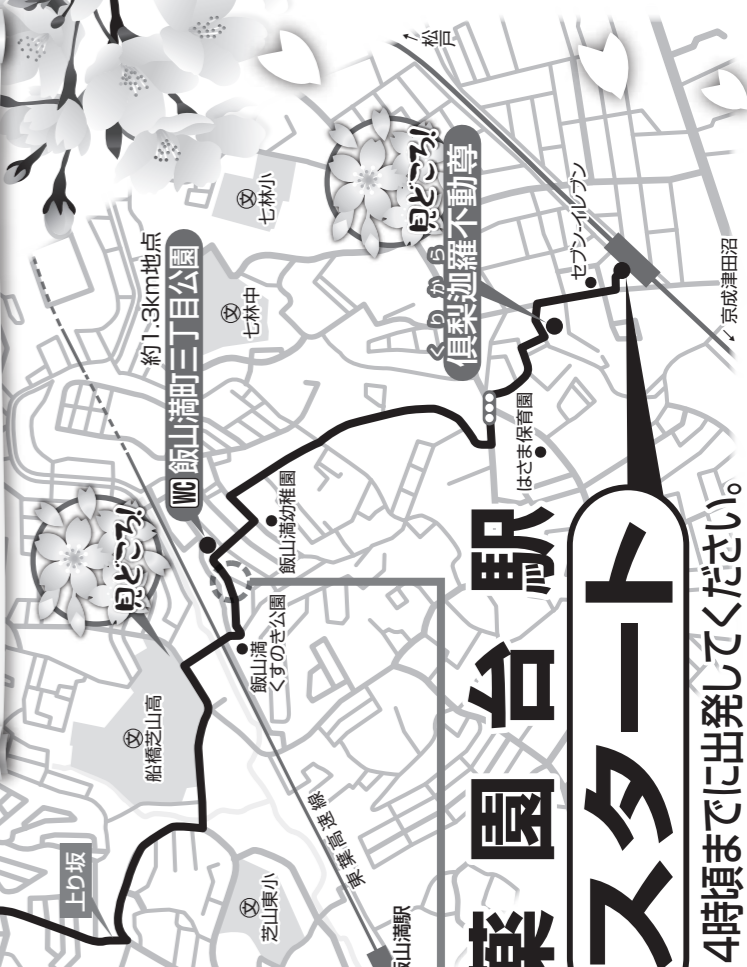 松戸
七林小
見どころ!
くりから
倶梨迦羅不動尊
セブン-イレブン
京成津田沼
約1.3km地点
WC 飯山満町三丁目公園
七林中
はさま保育園
飯山満幼稚園
見どころ!
飯山満
くすのき公園
船橋芝山高
東葉高速線
上り坂
芝山東小
飯山満駅
薬園台駅
スタート
4時頃までに出発してください。